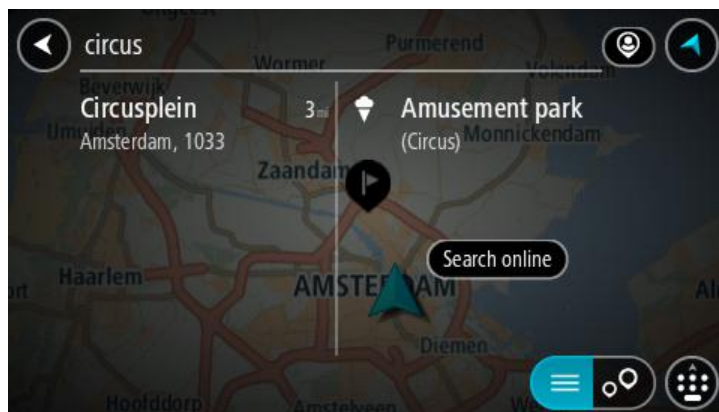 circus
Circusplein 3 mi
Amsterdam, 1033
Amusement park
(Circus)
Search online
Purmerend
Wormer
Volendam
Beverwijk
Monnickendam
Zaandam
Haarlem
AMSTERDAM
Diemen
Hoofddorp
Amstelveen